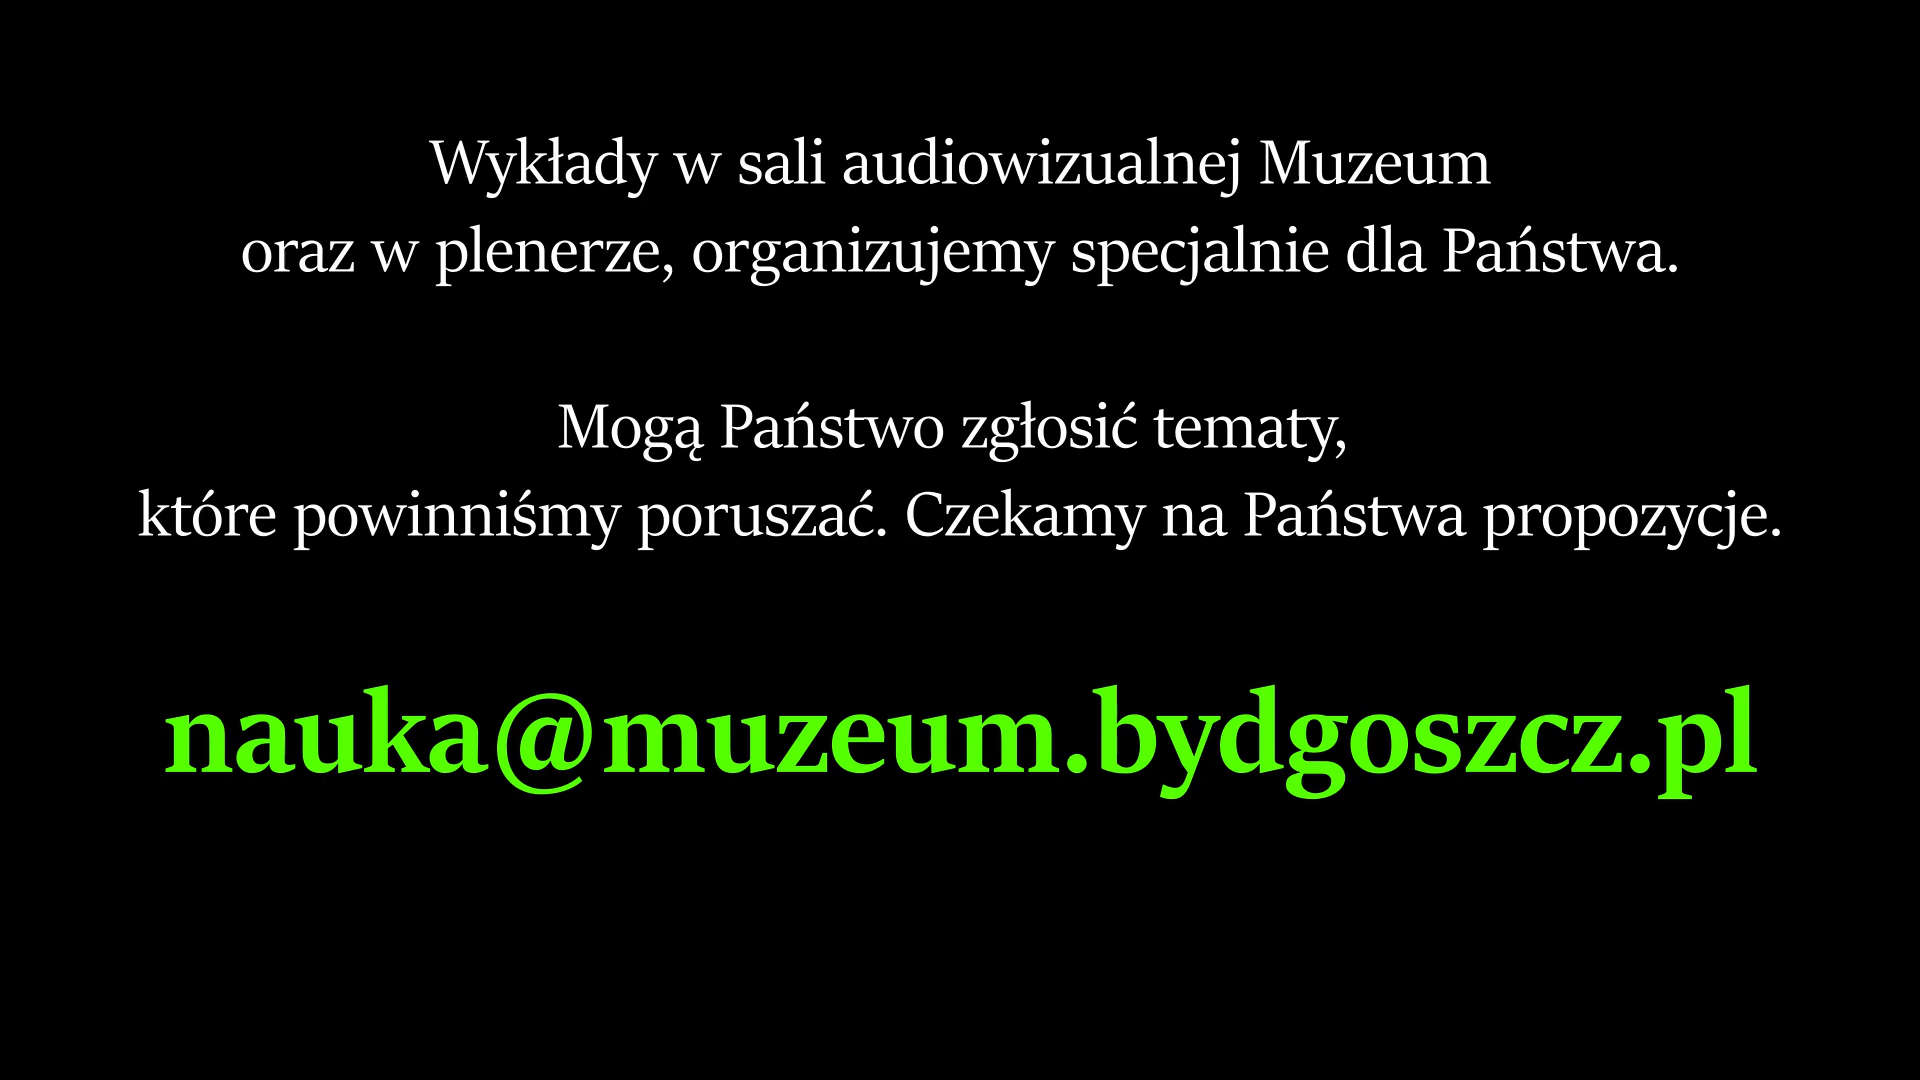 Wykłady w sali audiowizualnej Muzeum
oraz w plenerze, organizujemy specjalnie dla Państwa.
Mogą Państwo zgłosić tematy,
które powinniśmy poruszać. Czekamy na Państwa propozycje.
nauka@muzeum.bydgoszcz.pl